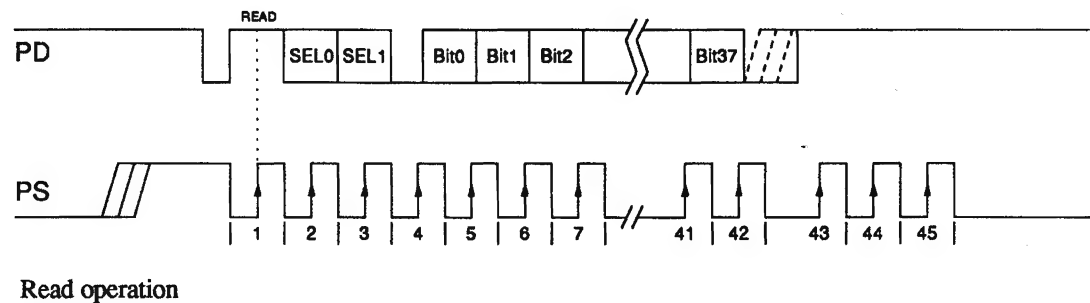 READ
PD SEL0 SEL1 Bit0 Bit1 Bit2 Bit37
PS
1 2 3 4 5 6 7 41 42 43 44 45
Read operation